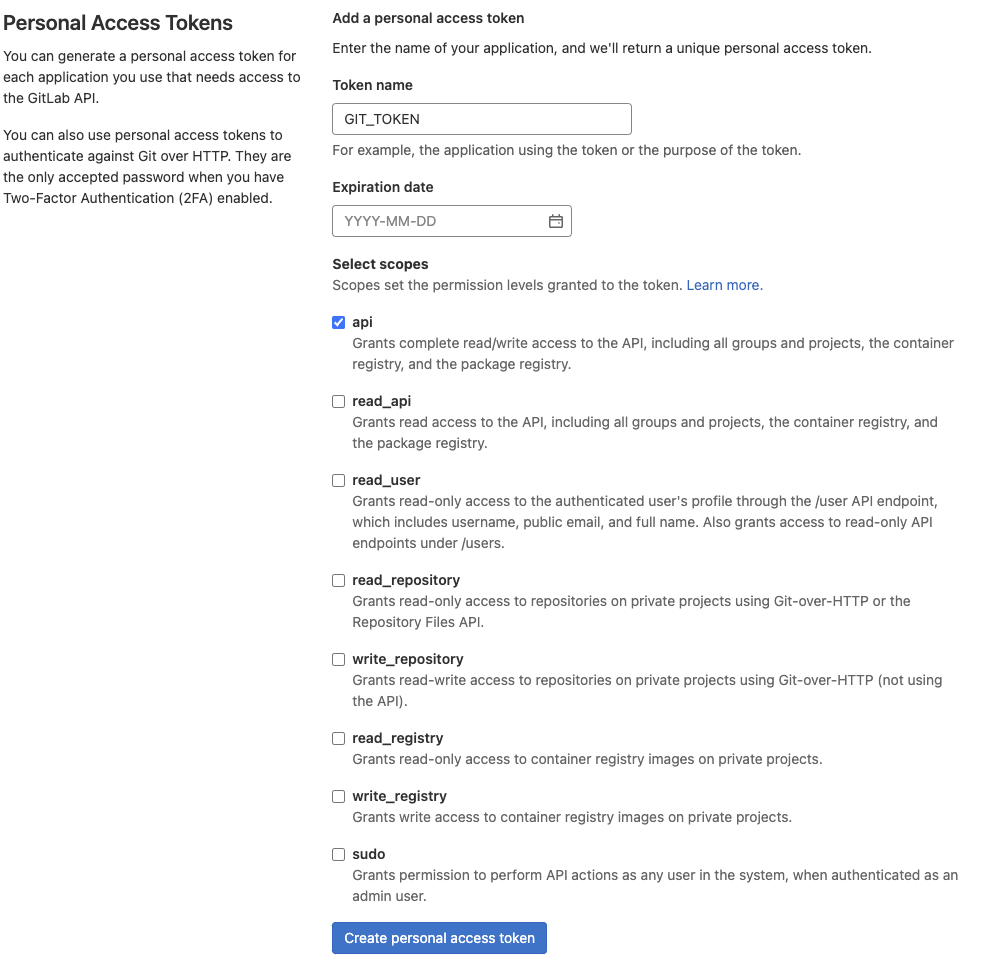 Personal Access Tokens
You can generate a personal access token for
each application you use that needs access to
the GitLab API.
You can also use personal access tokens to
authenticate against Git over HTTP. They are
the only accepted password when you have
Two-Factor Authentication (2FA) enabled.
Add a personal access token
Enter the name of your application, and we'll return a unique personal access token.
Token name
GIT_TOKEN
For example, the application using the token or the purpose of the token.
Expiration date
YYYY-MM-DD
Select scopes
Scopes set the permission levels granted to the token. Learn more.
api
Grants complete read/write access to the API, including all groups and projects, the container
registry, and the package registry.
read_api
Grants read access to the API, including all groups and projects, the container registry, and
the package registry.
read_user
Grants read-only access to the authenticated user's profile through the /user API endpoint,
which includes username, public email, and full name. Also grants access to read-only API
endpoints under /users.
read_repository
Grants read-only access to repositories on private projects using Git-over-HTTP or the
Repository Files API.
write_repository
Grants read-write access to repositories on private projects using Git-over-HTTP (not using
the API).
read_registry
Grants read-only access to container registry images on private projects.
write_registry
Grants write access to container registry images on private projects.
sudo
Grants permission to perform API actions as any user in the system, when authenticated as an
admin user.
Create personal access token